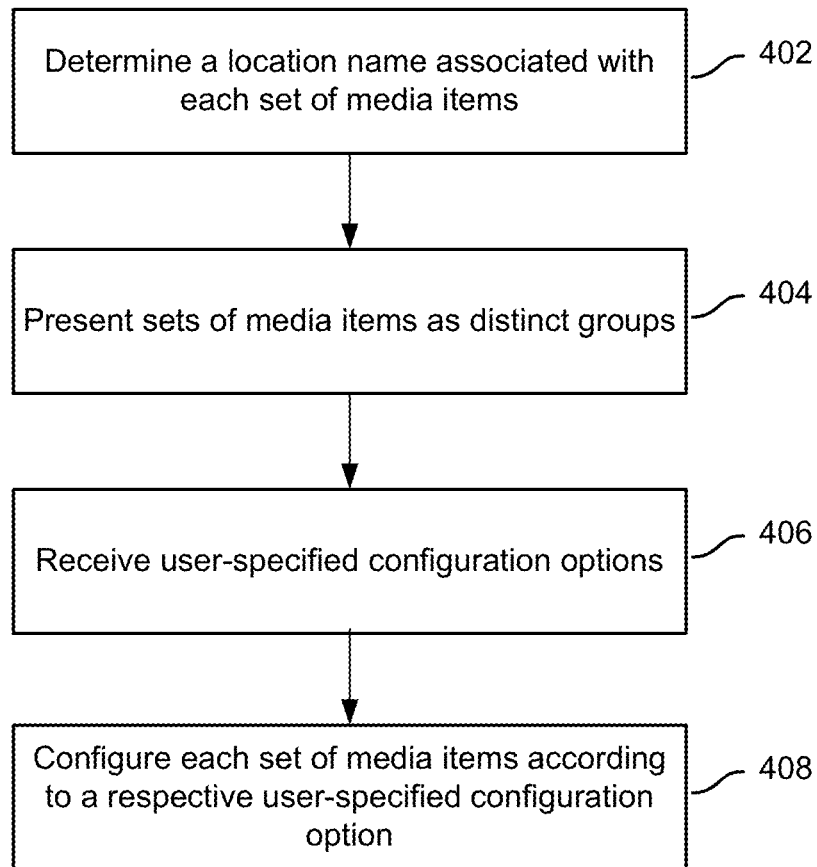 Determine a location name associated with
each set of media items
402
Present sets of media items as distinct groups
404
Receive user-specified configuration options
406
Configure each set of media items according
to a respective user-specified configuration
option
408